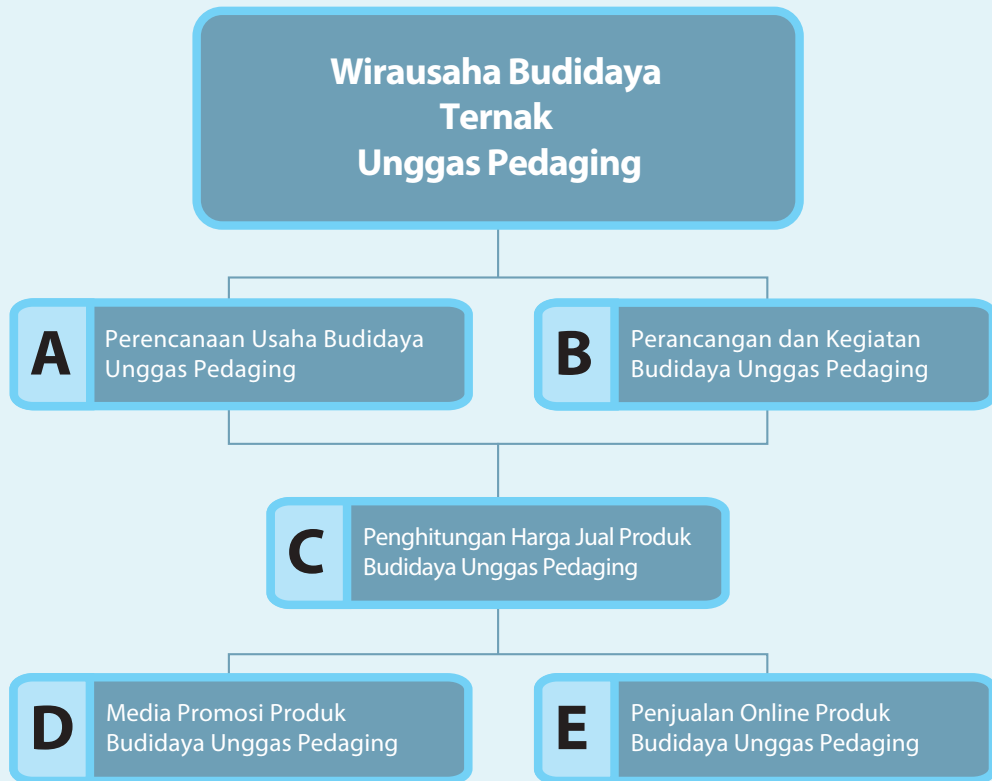 Wirausaha Budidaya
Ternak
Unggas Pedaging
A
Perencanaan Usaha Budidaya
Unggas Pedaging
B
Perancangan dan Kegiatan
Budidaya Unggas Pedaging
C
Penghitungan Harga Jual Produk
Budidaya Unggas Pedaging
D
Media Promosi Produk
Budidaya Unggas Pedaging
E
Penjualan Online Produk
Budidaya Unggas Pedaging